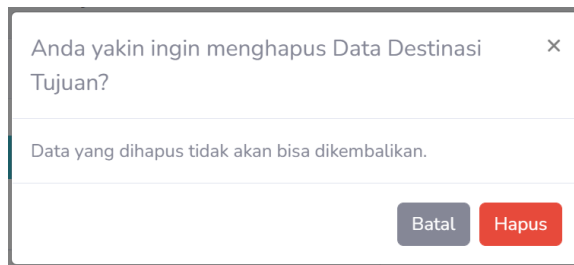 Anda yakin ingin menghapus Data Destinasi
Tujuan?
×
Data yang dihapus tidak akan bisa dikembalikan.
Batal
Hapus